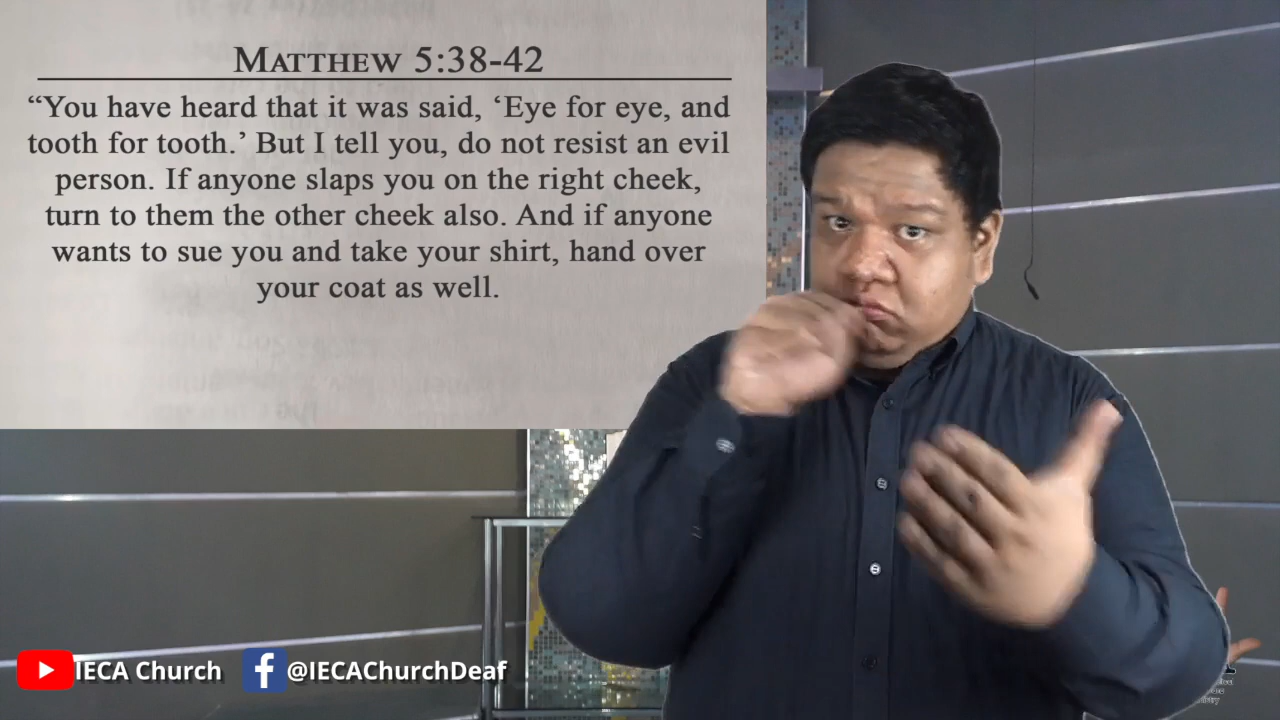 MATTHEW 5:38-42
“You have heard that it was said, ‘Eye for eye, and
tooth for tooth.’ But I tell you, do not resist an evil
person. If anyone slaps you on the right cheek,
turn to them the other cheek also. And if anyone
wants to sue you and take your shirt, hand over
your coat as well.
IECA Church
@IECAChurchDeaf